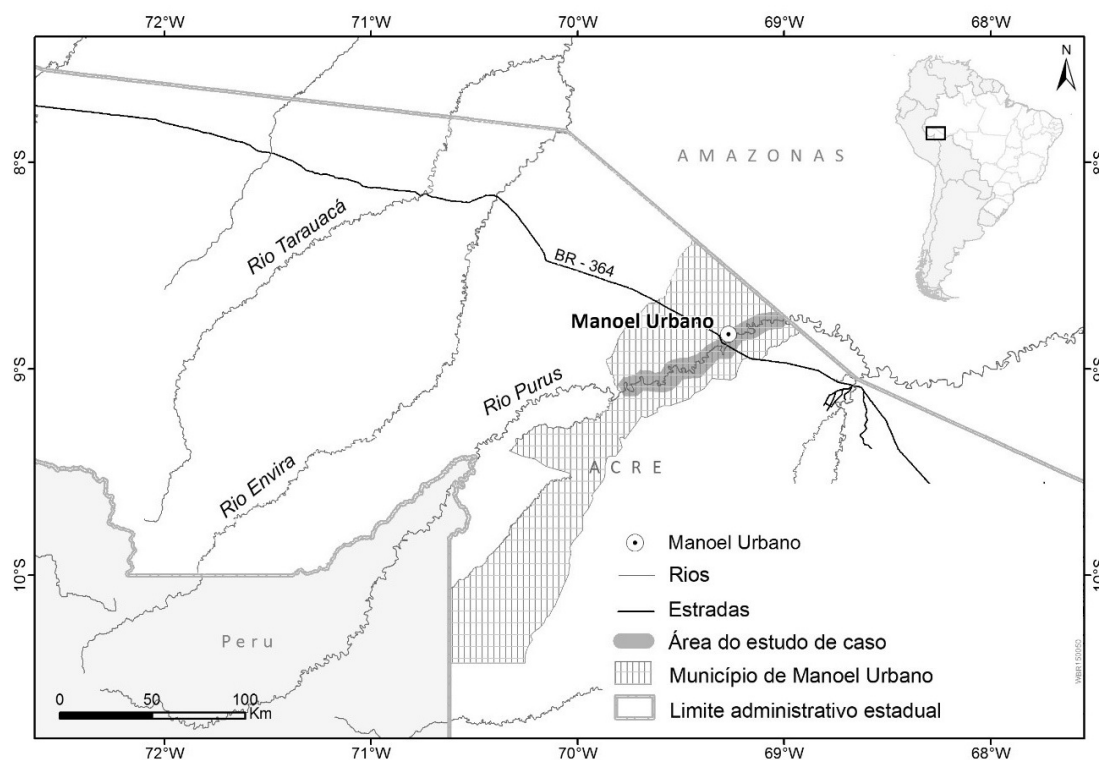 72°W 71°W 70°W 69°W 68°W
N
8°S
8°S
AMAZONAS
Rio Tarauacá
BR - 364
Manoel Urbano
9°S
9°S
Rio Purus
Rio Envira
ACRE
10°S
10°S
Manoel Urbano
Rios
Estradas
Área do estudo de caso
Município de Manoel Urbano
Limite administrativo estadual
Peru
0 50 100
Km
WBR150050
72°W 71°W 70°W 69°W 68°W